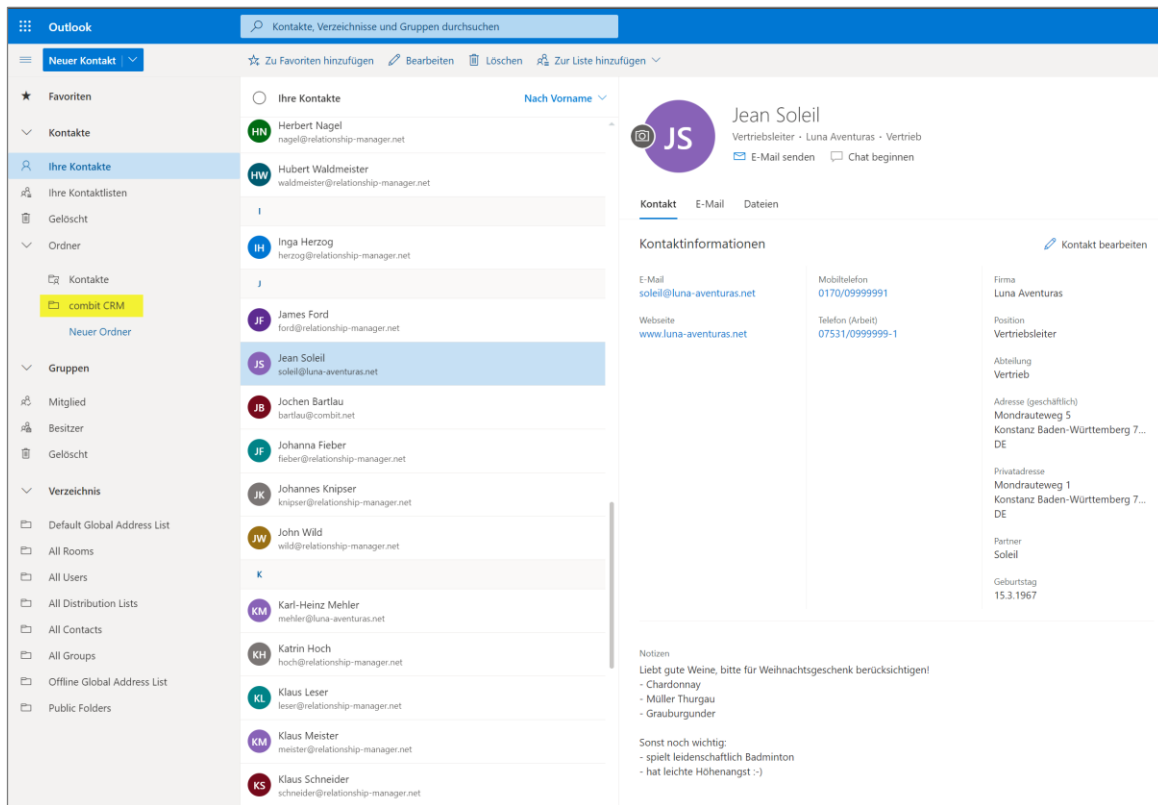 Outlook
Kontakte, Verzeichnisse und Gruppen durchsuchen
Neuer Kontakt
Zu Favoriten hinzufügen
Bearbeiten
Löschen
Zur Liste hinzufügen
Favoriten
Kontakte
Ihre Kontakte
Ihre Kontaktlisten
Gelöscht
Ordner
Kontakte
combit CRM
Neuer Ordner
Gruppen
Mitglied
Besitzer
Gelöscht
Verzeichnis
Default Global Address List
All Rooms
All Users
All Distribution Lists
All Contacts
All Groups
Offline Global Address List
Public Folders
Ihre Kontakte
Nach Vorname
HN
Herbert Nagel
nagel@relationship-manager.net
HW
Hubert Waldmeister
waldmeister@relationship-manager.net
I
IH
Inga Herzog
herzog@relationship-manager.net
J
JF
James Ford
ford@relationship-manager.net
JS
Jean Soleil
soleil@luna-aventuras.net
JB
Jochen Bartlau
bartlau@combit.net
JF
Johanna Fieber
fieber@relationship-manager.net
JK
Johannes Knipser
knipser@relationship-manager.net
JW
John Wild
wild@relationship-manager.net
K
KM
Karl-Heinz Mehler
mehler@luna-aventuras.net
KH
Katrin Hoch
hoch@relationship-manager.net
KL
Klaus Leser
leser@relationship-manager.net
KM
Klaus Meister
meister@relationship-manager.net
KS
Klaus Schneider
schneider@relationship-manager.net
JS
Jean Soleil
Vertriebsleiter • Luna Aventuras • Vertrieb
E-Mail senden
Chat beginnen
Kontakt
E-Mail
Dateien
Kontaktinformationen
Kontakt bearbeiten
E-Mail
soleil@luna-aventuras.net
Webseite
www.luna-aventuras.net
Mobiltelefon
0170/09999991
Telefon (Arbeit)
07531/0999999-1
Firma
Luna Aventuras
Position
Vertriebsleiter
Abteilung
Vertrieb
Adresse (geschäftlich)
Mondrauteweg 5
Konstanz Baden-Württemberg 7...
DE
Privatadresse
Mondrauteweg 1
Konstanz Baden-Württemberg 7...
DE
Partner
Soleil
Geburtstag
15.3.1967
Notizen
Liebt gute Weine, bitte für Weihnachtsgeschenk berücksichtigen!
- Chardonnay
- Müller Thurgau
- Grauburgunder
Sonst noch wichtig:
- spielt leidenschaftlich Badminton
- hat leichte Höhenangst :-)